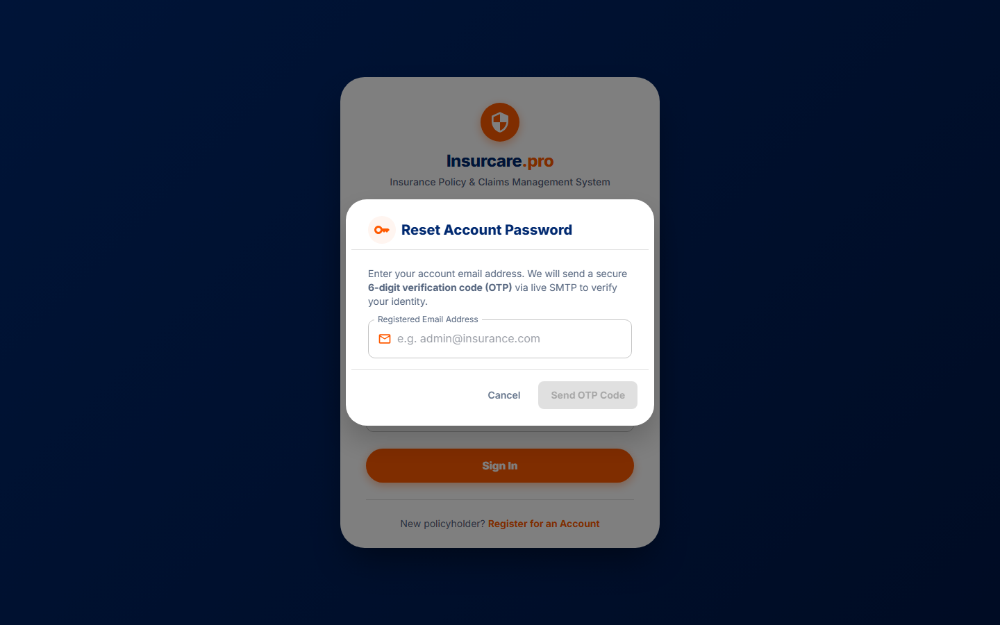 Insurcare.pro
Insurance Policy & Claims Management System
Reset Account Password
Enter your account email address. We will send a secure
6-digit verification code (OTP) via live SMTP to verify
your identity.
Registered Email Address
e.g. admin@insurance.com
Cancel
Send OTP Code
Sign In
New policyholder? Register for an Account